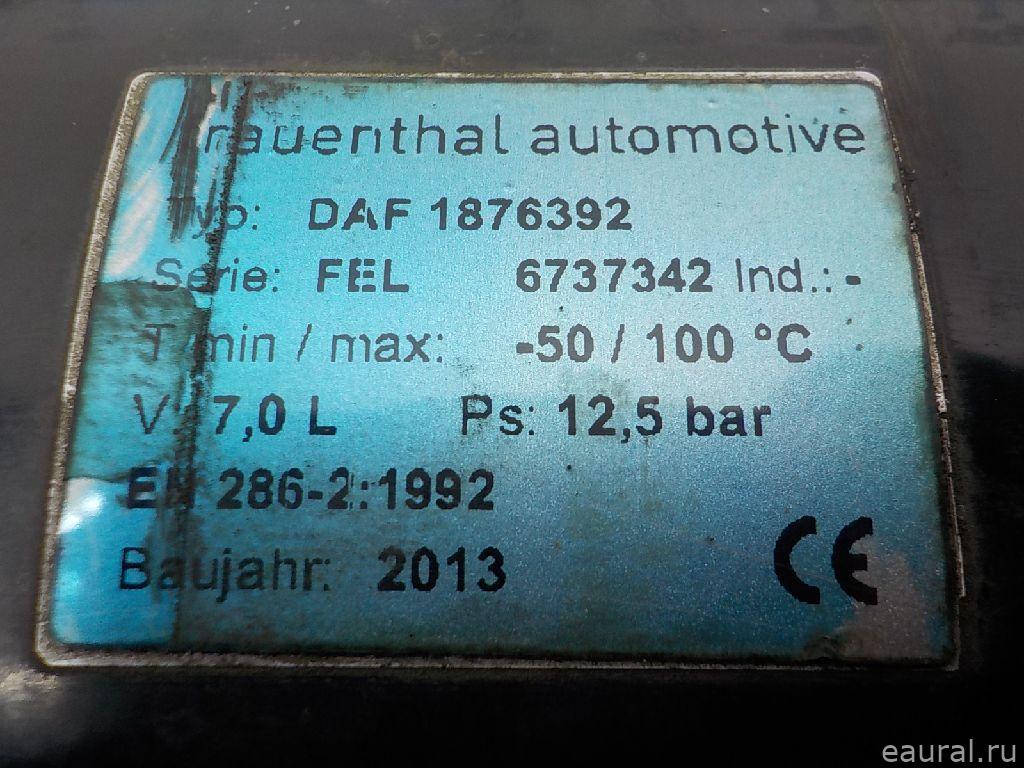 rauenthal automotive
Typ: DAF 1876392
Serie: FEL 6737342 Ind.: -
T min / max: -50 / 100 °C
V: 7,0 L Ps: 12,5 bar
EN 286-2:1992
Baujahr: 2013 CE
eaural.ru